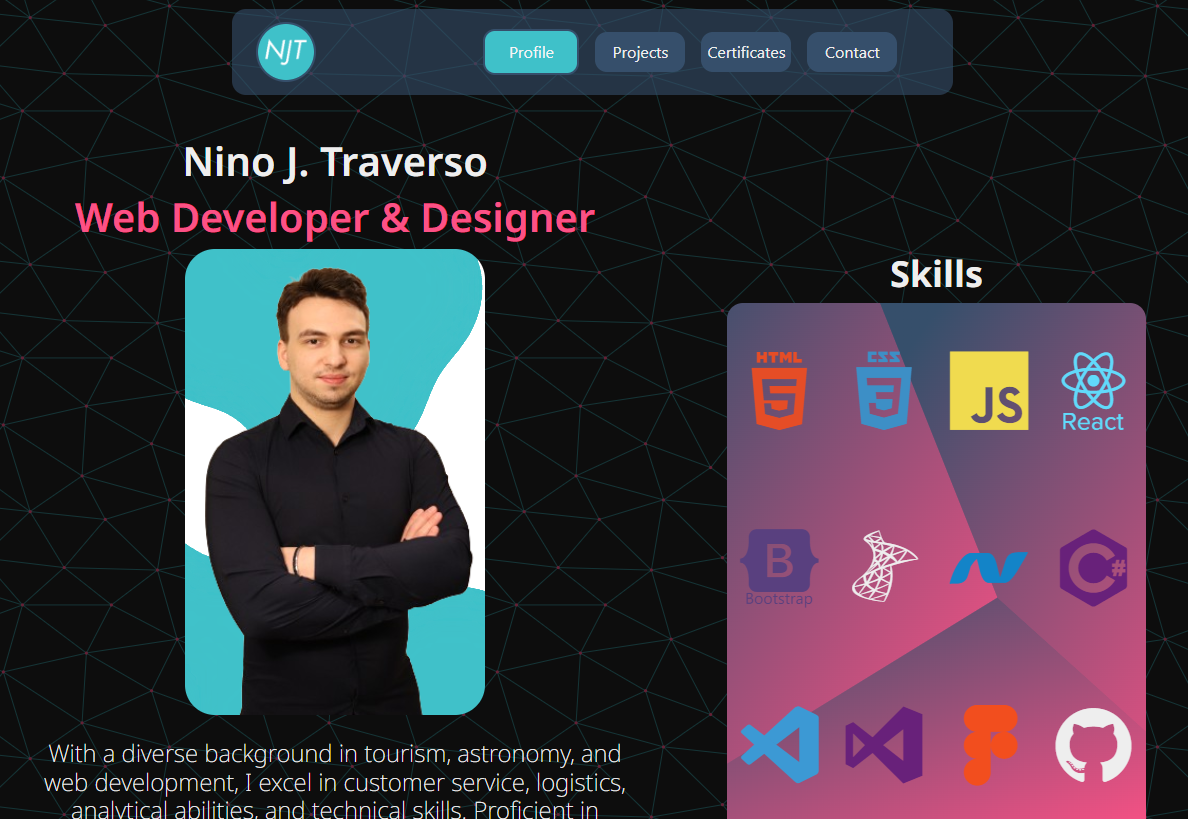 NJT
Profile
Projects
Certificates
Contact
Nino J. Traverso
Web Developer & Designer
Skills
HTML
5
CSS
3
JS
React
B
Bootstrap
C#
With a diverse background in tourism, astronomy, and
web development, I excel in customer service, logistics,
analytical abilities, and technical skills. Proficient in